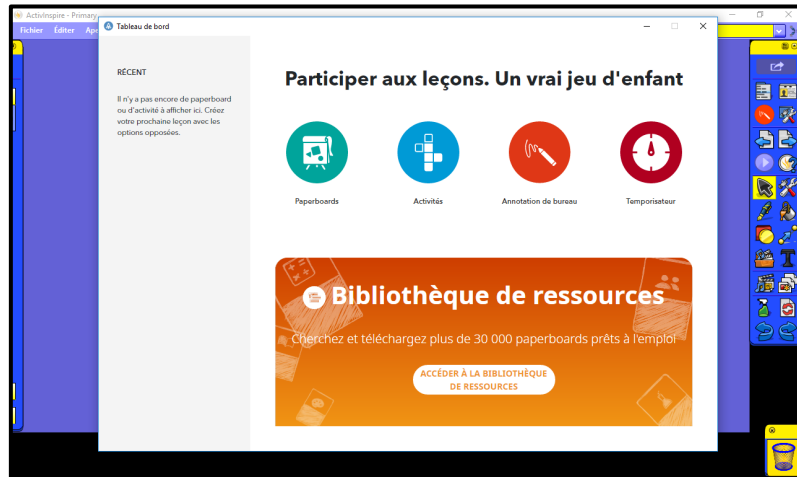 ActivInspire - Primary
Fichier Éditer
Tableau de bord
RÉCENT
Il n'y a pas encore de paperboard
ou d'activité à afficher ici. Créez
votre prochaine leçon avec les
options opposées.
Participer aux leçons. Un vrai jeu d'enfant
Paperboards
Activités
Annotation de bureau
Temporisateur
Bibliothèque de ressources
Cherchez et téléchargez plus de 30 000 paperboards prêts à l'emploi
ACCÉDER À LA BIBLIOTHÈQUE
DE RESSOURCES